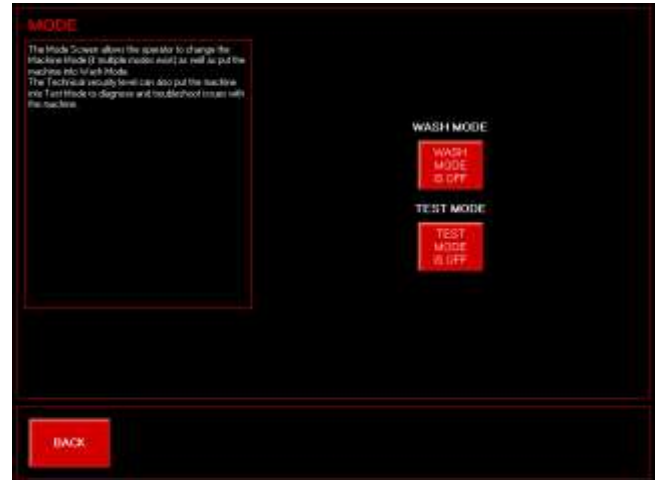 MODE
The Mode Screen allows the operator to change the
Machine Mode (if multiple modes exist) as well as put the
machine into Wash Mode.
The Technical security level can also put the machine
into Test Mode to diagnose and troubleshoot issues with
the machine.
WASH MODE
WASH
MODE
IS OFF
TEST MODE
TEST
MODE
IS OFF
BACK